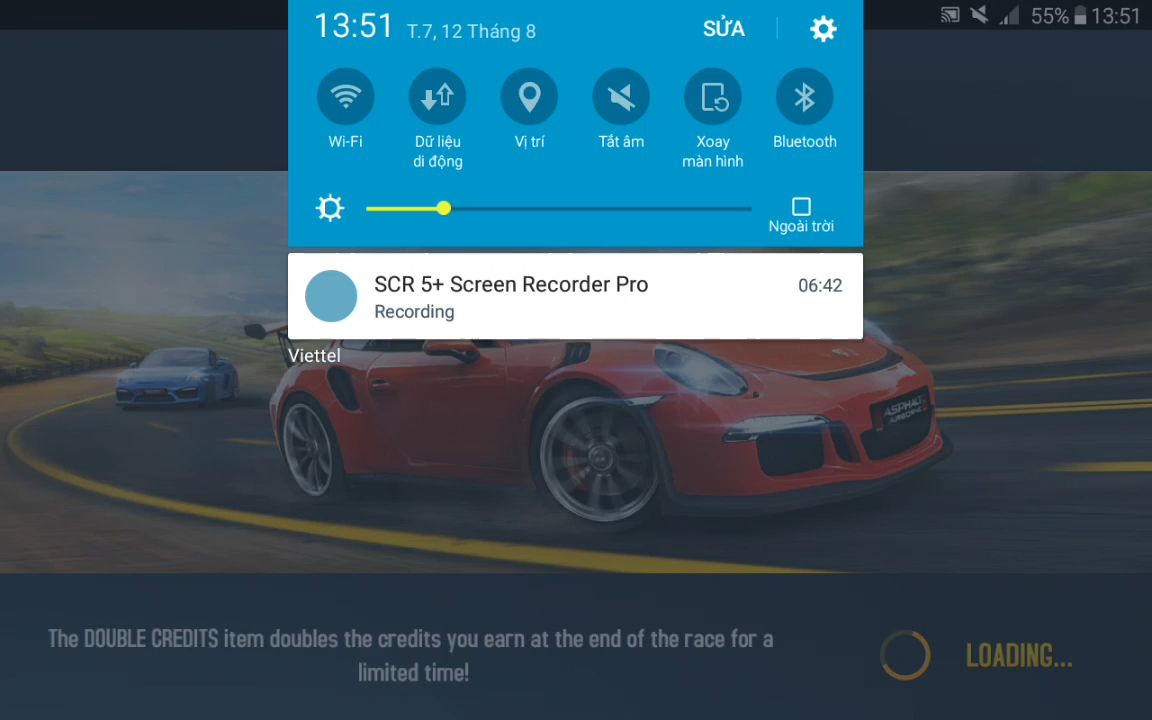 13:51 T.7, 12 Tháng 8 SỬA
55% 13:51
Wi-Fi
Dữ liệu
di động
Vị trí
Tắt âm
Xoay
màn hình
Bluetooth
Ngoài trời
SCR 5+ Screen Recorder Pro 06:42
Recording
Viettel
ASPHALT
AIRBORNE
The DOUBLE CREDITS item doubles the credits you earn at the end of the race for a
limited time!
LOADING...